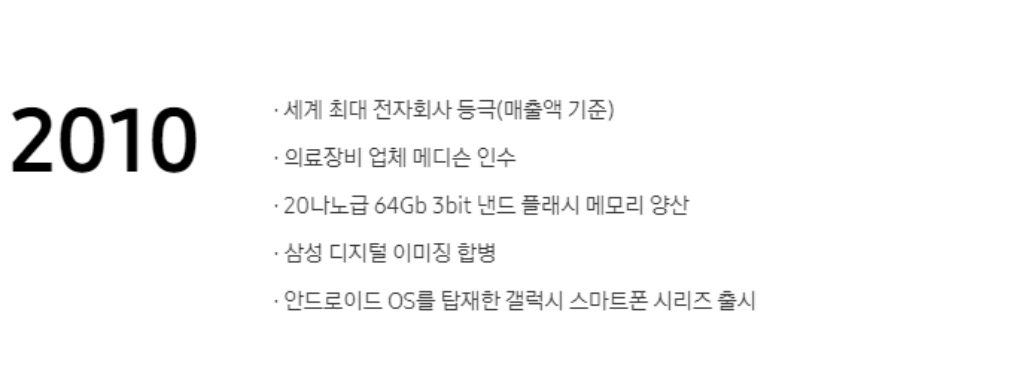 2010
· 세계 최대 전자회사 등극(매출액 기준)
· 의료장비 업체 메디슨 인수
· 20나노급 64Gb 3bit 낸드 플래시 메모리 양산
· 삼성 디지털 이미징 합병
· 안드로이드 OS를 탑재한 갤럭시 스마트폰 시리즈 출시